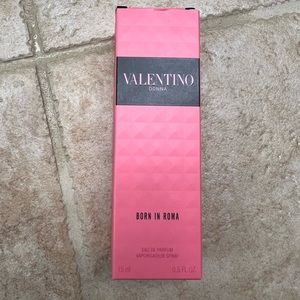 VALENTINO
DONNA
BORN IN ROMA
EAU DE PARFUM
VAPORISATEUR SPRAY
15 ml 0.5 FL.OZ.